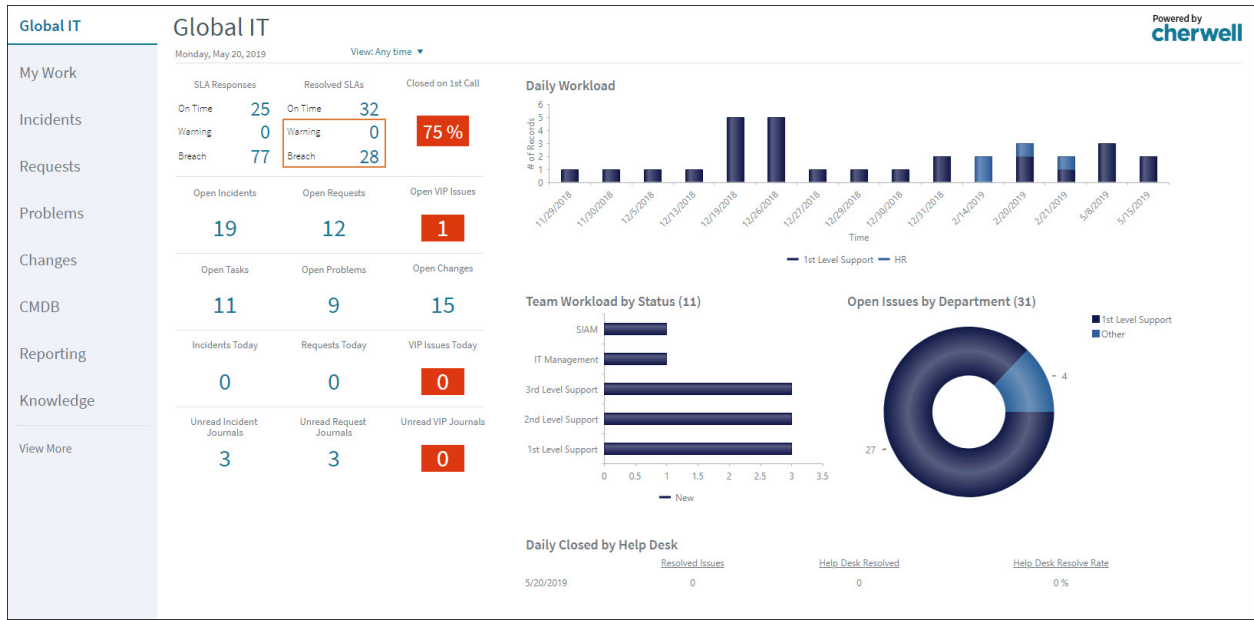 Global IT
My Work
Incidents
Requests
Problems
Changes
CMDB
Reporting
Knowledge
View More
Global IT
Powered by
cherwell
Monday, May 20, 2019
View: Any time
SLA Responses
On Time 25
Warning 0
Breach 77
Resolved SLAs
On Time 32
Warning 0
Breach 28
Closed on 1st Call
75 %
Open Incidents
19
Open Requests
12
Open VIP Issues
1
Open Tasks
11
Open Problems
9
Open Changes
15
Incidents Today
0
Requests Today
0
VIP Issues Today
0
Unread Incident
Journals
3
Unread Request
Journals
3
Unread VIP Journals
0
Daily Workload
# of Records
6
5
4
3
2
1
0
11/29/2018
11/30/2018
12/5/2018
12/13/2018
12/19/2018
12/26/2018
12/27/2018
12/29/2018
12/30/2018
12/31/2018
2/14/2019
2/20/2019
2/21/2019
5/8/2019
5/15/2019
Time
1st Level Support HR
Team Workload by Status (11)
SIAM
IT Management
3rd Level Support
2nd Level Support
1st Level Support
0 0.5 1 1.5 2 2.5 3 3.5
New
Open Issues by Department (31)
1st Level Support
Other
4
27
Daily Closed by Help Desk
Resolved Issues Help Desk Resolved Help Desk Resolve Rate
5/20/2019 0 0 0 %